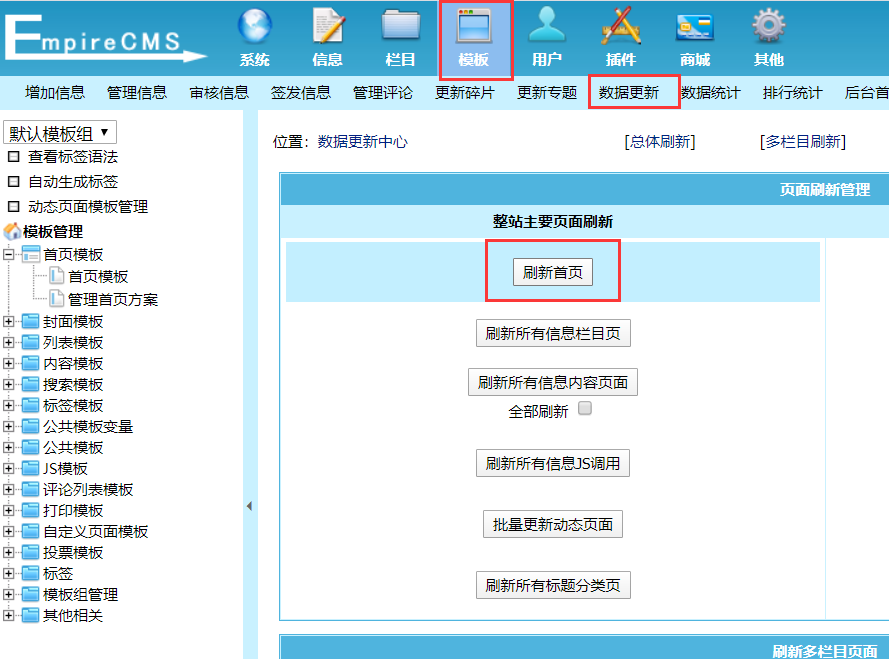 EmpireCMS
系统 信息 栏目 模板 用户 插件 商城 其他
增加信息 管理信息 审核信息 签发信息 管理评论 更新碎片 更新专题 数据更新 数据统计 排行统计 后台首
默认模板组
查看标签语法
自动生成标签
动态页面模板管理
模板管理
首页模板
首页模板
管理首页方案
封面模板
列表模板
内容模板
搜索模板
标签模板
公共模板变量
公共模板
JS模板
评论列表模板
打印模板
自定义页面模板
投票模板
标签
模板组管理
其他相关
位置：数据更新中心 [总体刷新] [多栏目刷新]
页面刷新管理
整站主要页面刷新
刷新首页
刷新所有信息栏目页
刷新所有信息内容页面
全部刷新
刷新所有信息JS调用
批量更新动态页面
刷新所有标题分类页
刷新多栏目页面